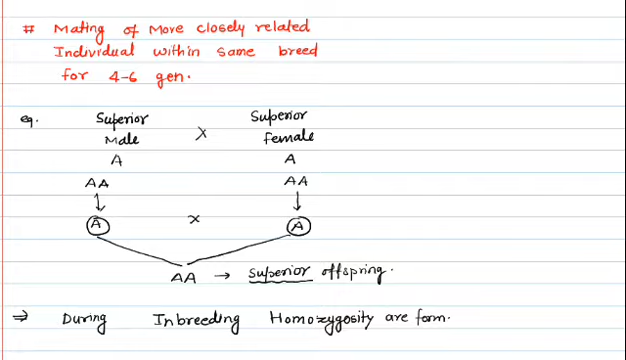 # Mating of More closely related
Individual within same breed
for 4-6 gen.
eg. Superior Male X Superior female
A A
AA AA
A x A
AA → Superior offspring.
⇒ During Inbreeding Homozygosity are form.